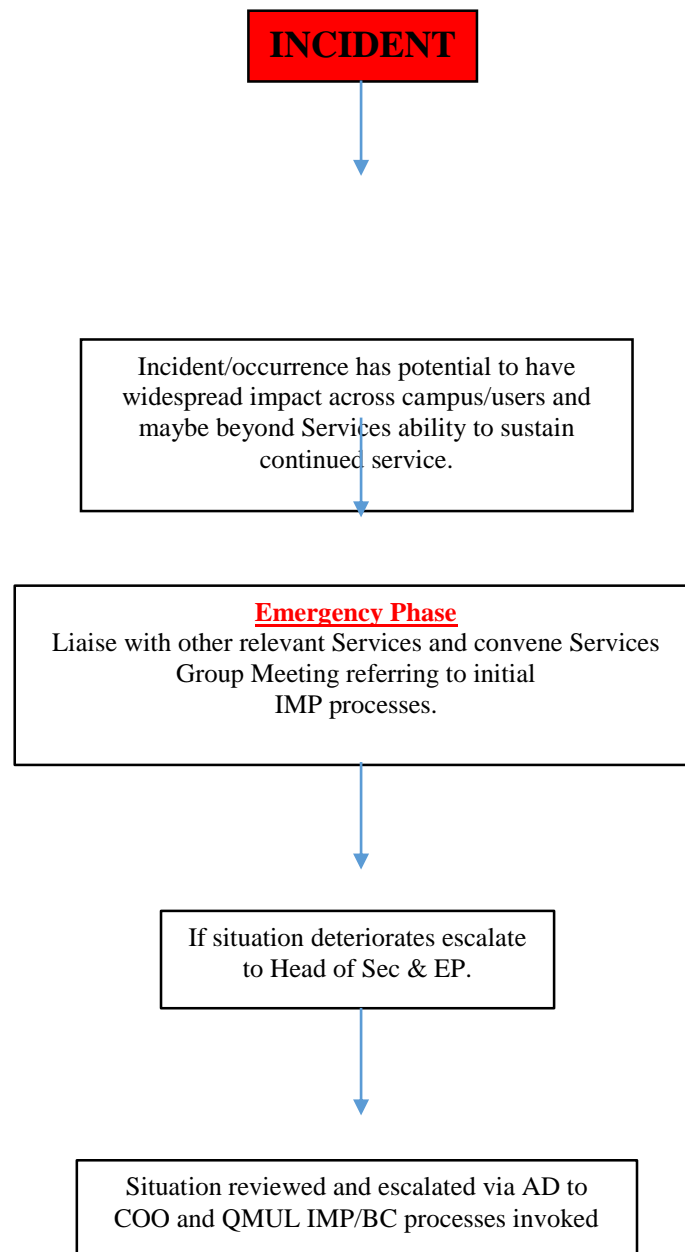 INCIDENT
Incident/occurrence has potential to have
widespread impact across campus/users and
maybe beyond Services ability to sustain
continued service.
Emergency Phase
Liaise with other relevant Services and convene Services
Group Meeting referring to initial
IMP processes.
If situation deteriorates escalate
to Head of Sec & EP.
Situation reviewed and escalated via AD to
COO and QMUL IMP/BC processes invoked